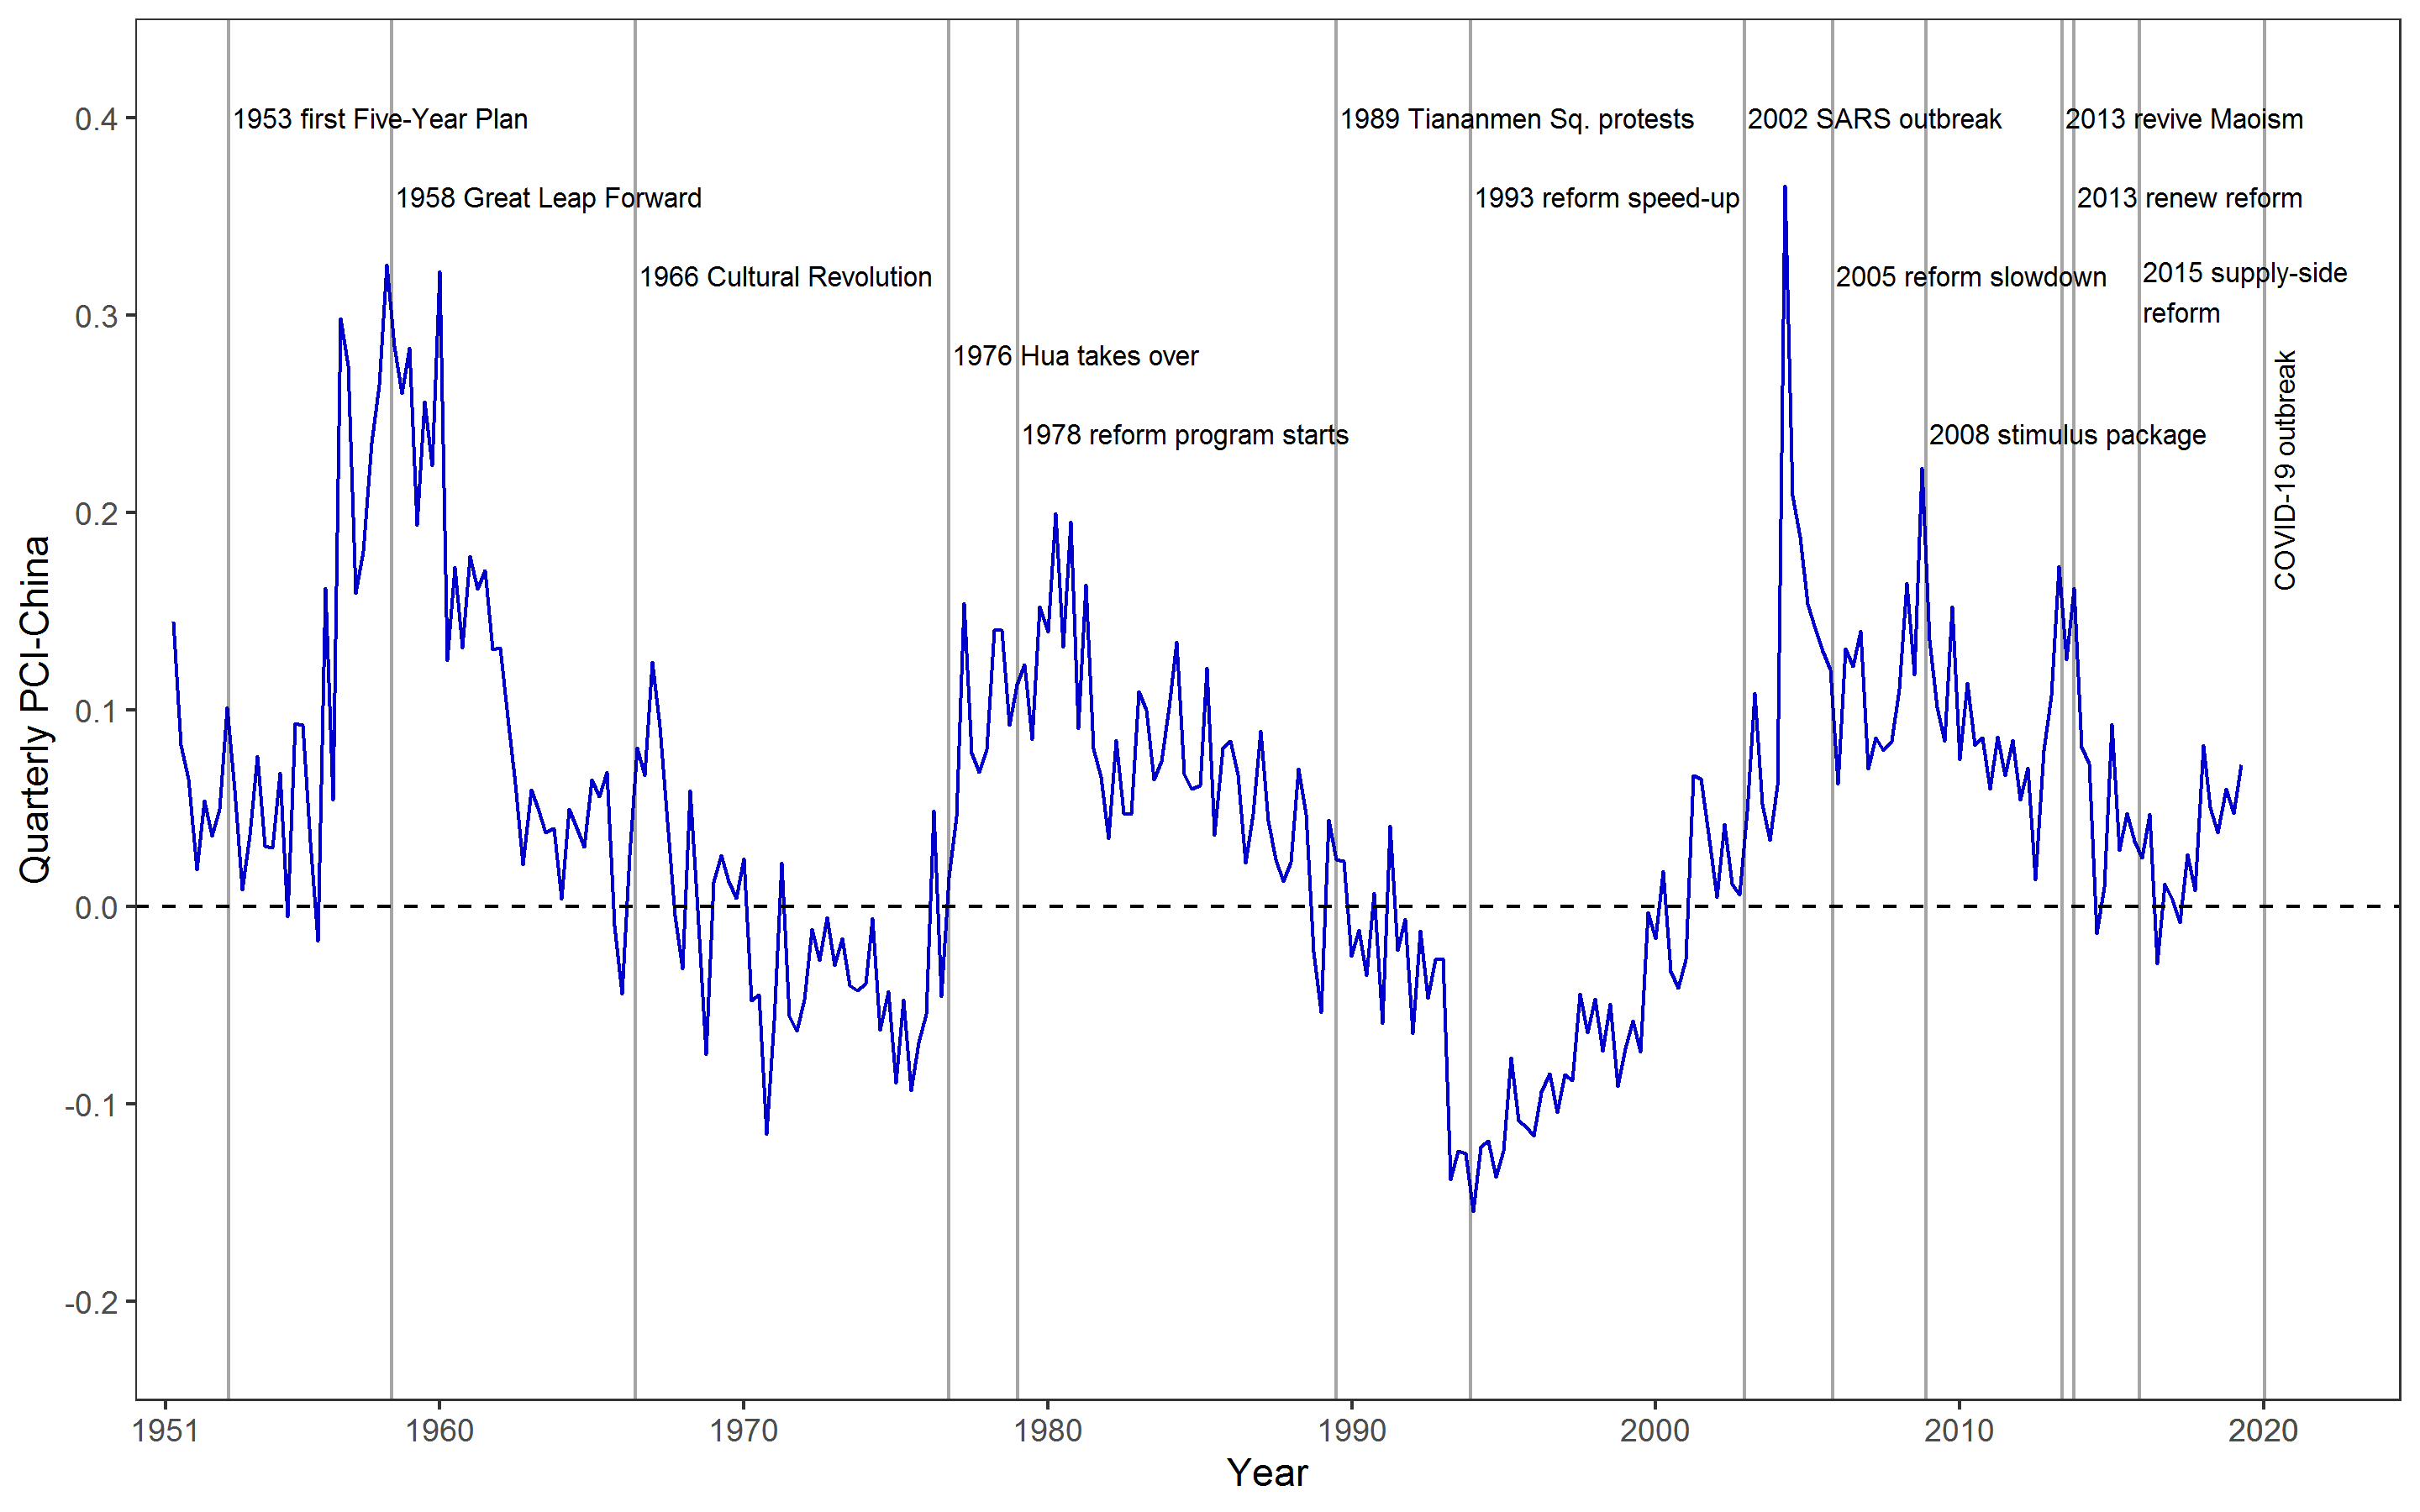 0.4
0.3
0.2
0.1
0.0
-0.1
-0.2
Quarterly PCI-China
1953 first Five-Year Plan
1958 Great Leap Forward
1966 Cultural Revolution
1976 Hua takes over
1978 reform program starts
1989 Tiananmen Sq. protests
1993 reform speed-up
2002 SARS outbreak
2005 reform slowdown
2008 stimulus package
2013 revive Maoism
2013 renew reform
2015 supply-side
reform
COVID-19 outbreak
1951
1960
1970
1980
1990
2000
2010
2020
Year